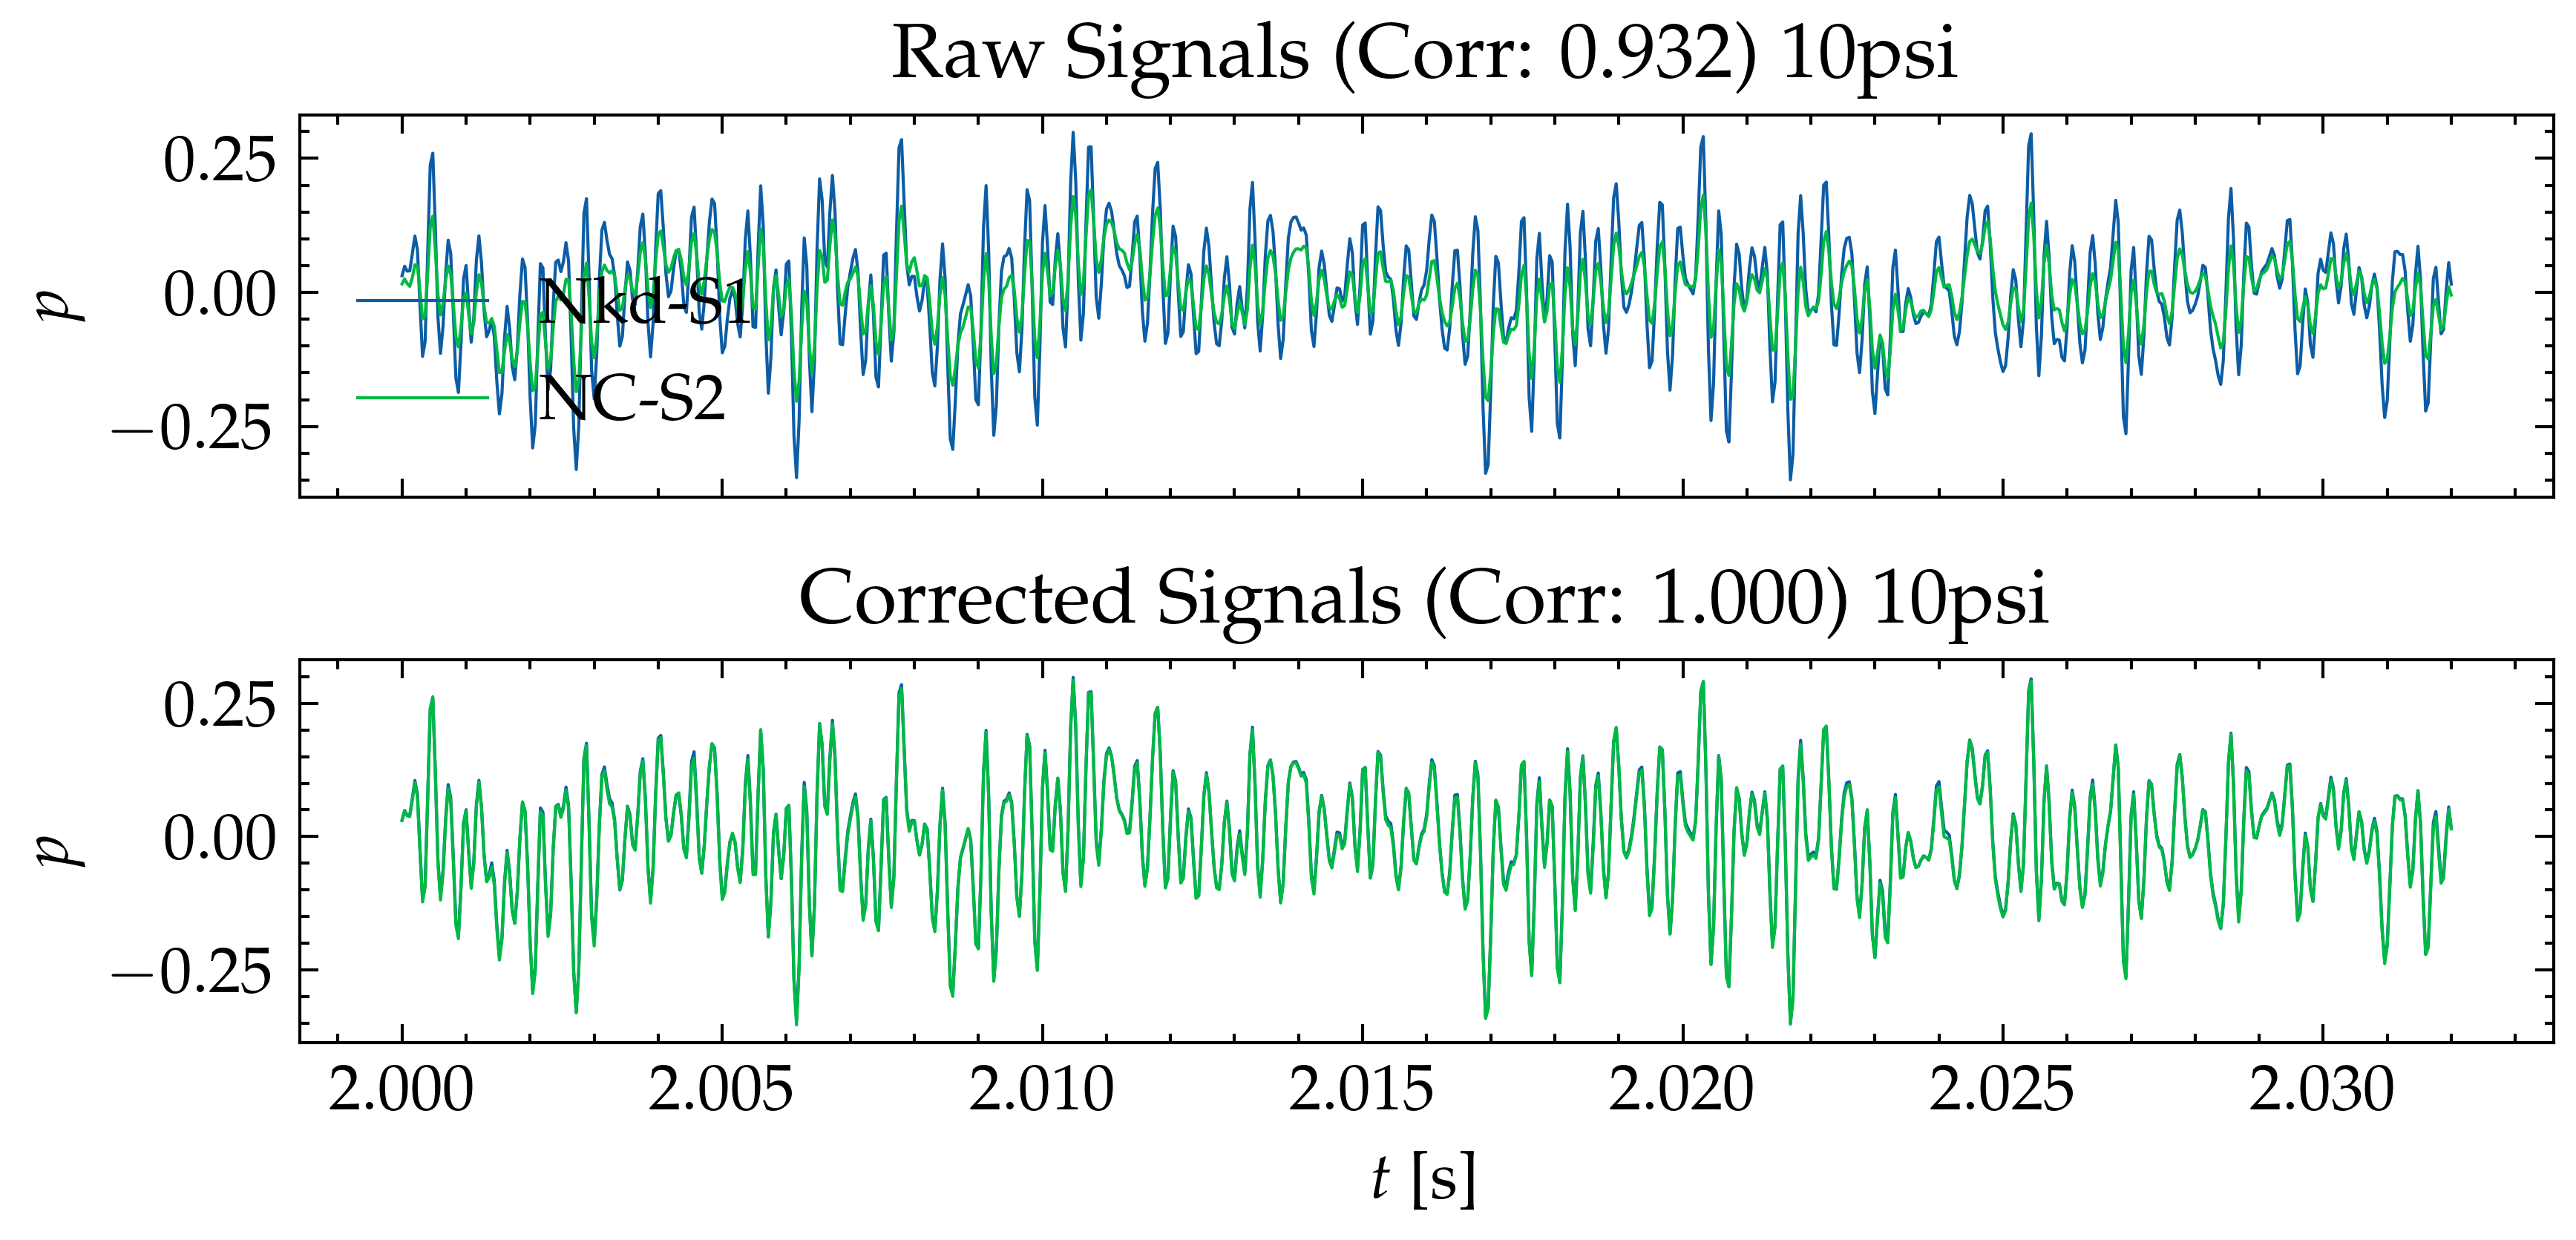 Raw Signals (Corr: 0.932) 10psi
0.25
0.00
−0.25
p
Nkd-S1
NC-S2
Corrected Signals (Corr: 1.000) 10psi
0.25
0.00
−0.25
p
2.000 2.005 2.010 2.015 2.020 2.025 2.030
t [s]